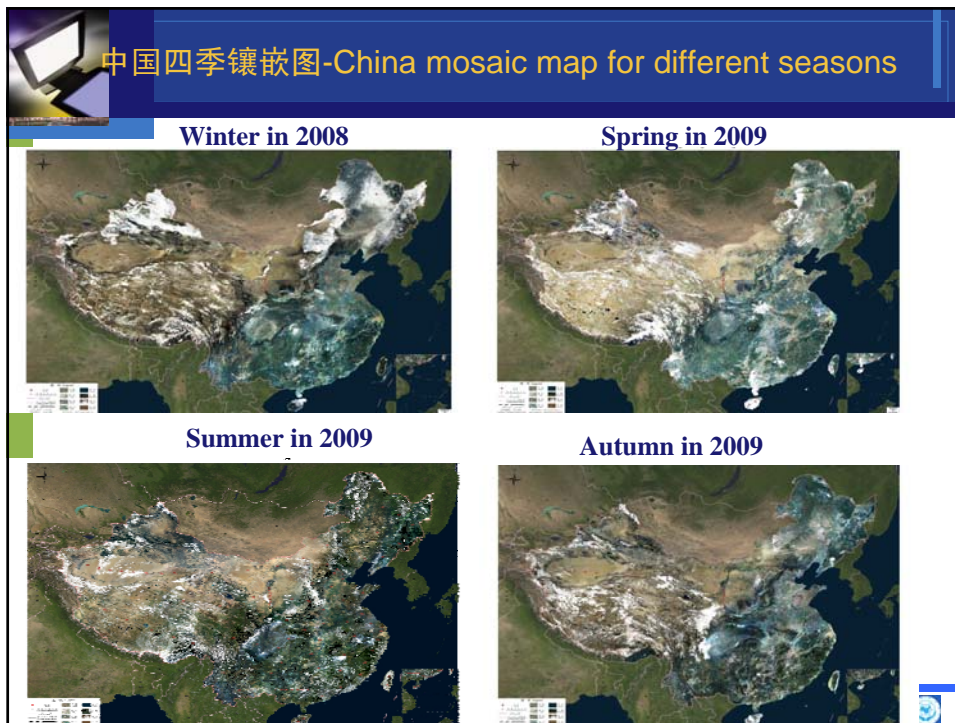 中国四季镶嵌图-China mosaic map for different seasons
Winter in 2008
Spring in 2009
Summer in 2009
Autumn in 2009